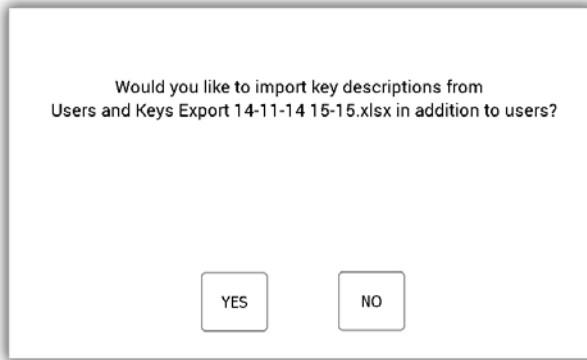 Would you like to import key descriptions from
Users and Keys Export 14-11-14 15-15.xlsx in addition to users?
YES
NO